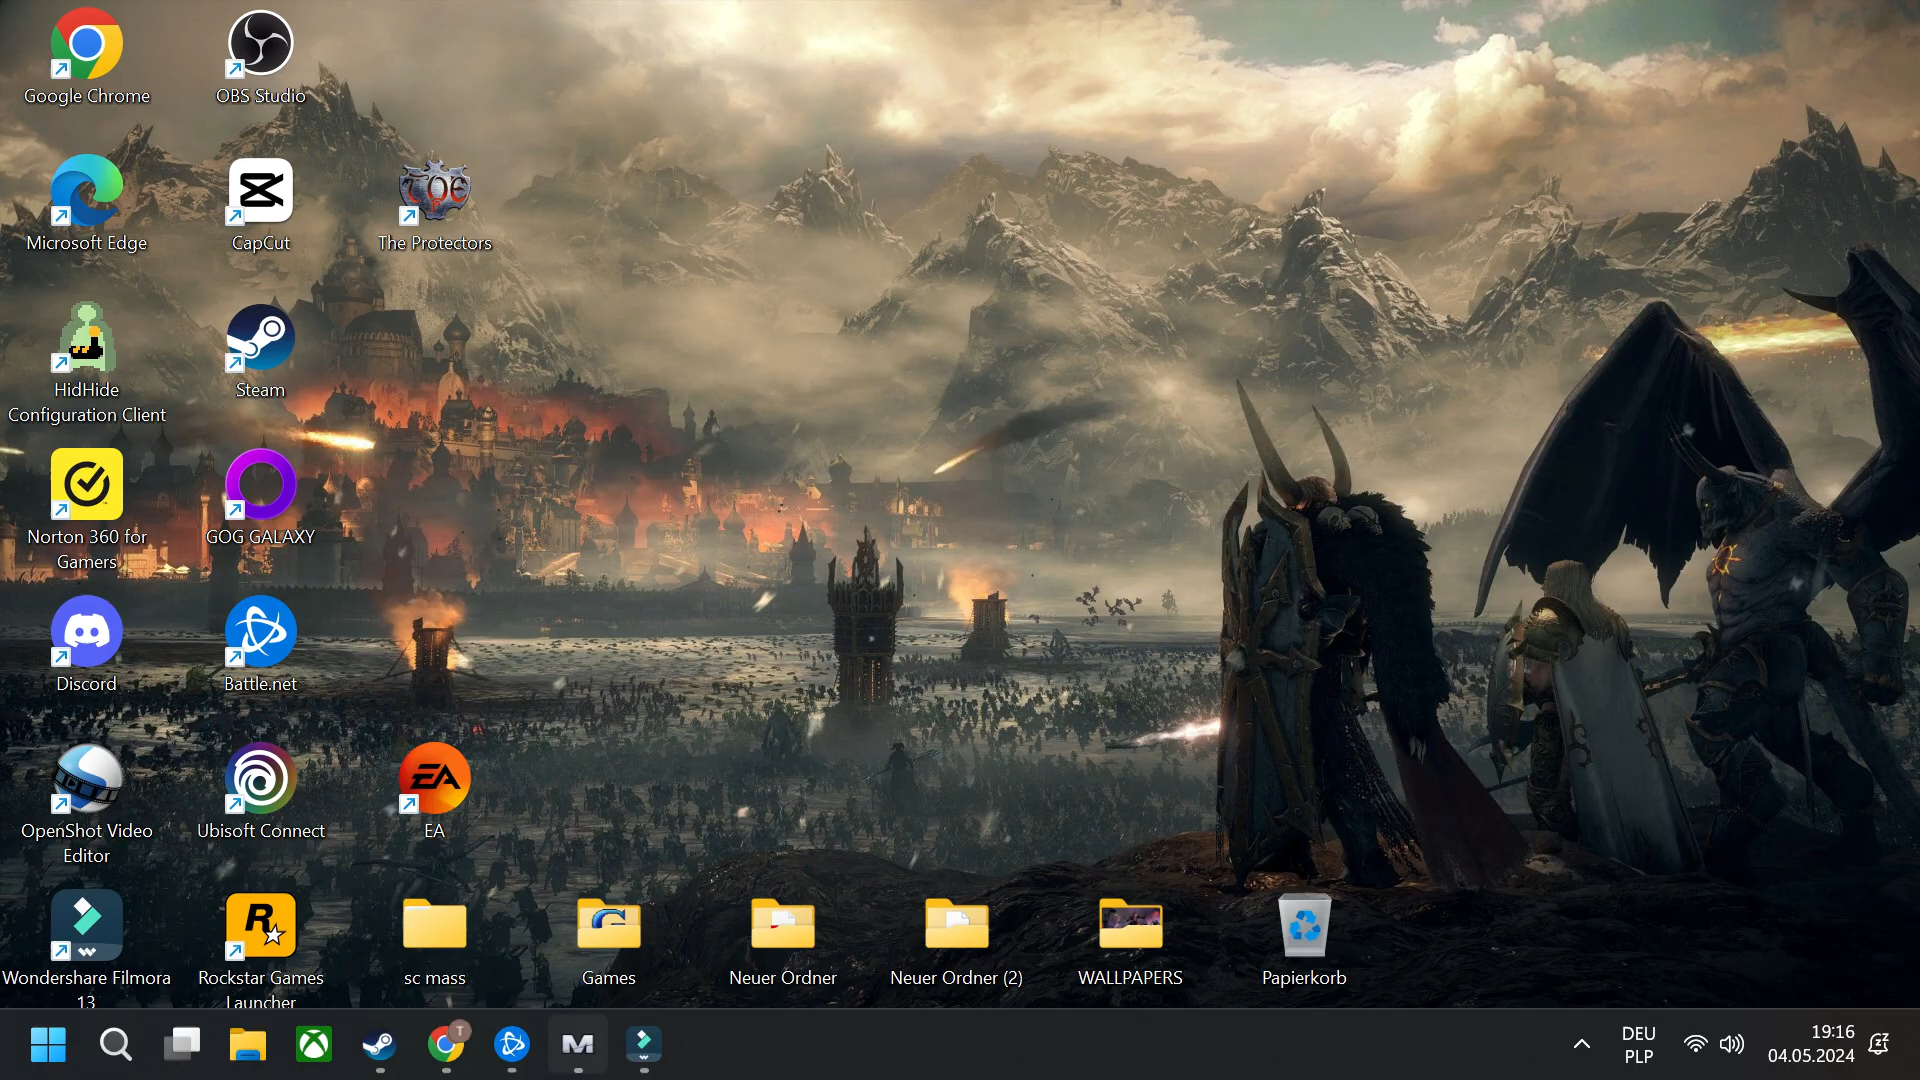 Google Chrome
OBS Studio
Microsoft Edge
CapCut
TQE
The Protectors
HidHide
Configuration Client
Steam
Norton 360 for
Gamers
GOG GALAXY
Discord
Battle.net
OpenShot Video
Editor
Ubisoft Connect
EA
EA
Wondershare Filmora
13
R
Rockstar Games
Launcher
sc mass
Games
Neuer Ordner
Neuer Ordner (2)
WALLPAPERS
Papierkorb
T
M
DEU
PLP
19:16
04.05.2024